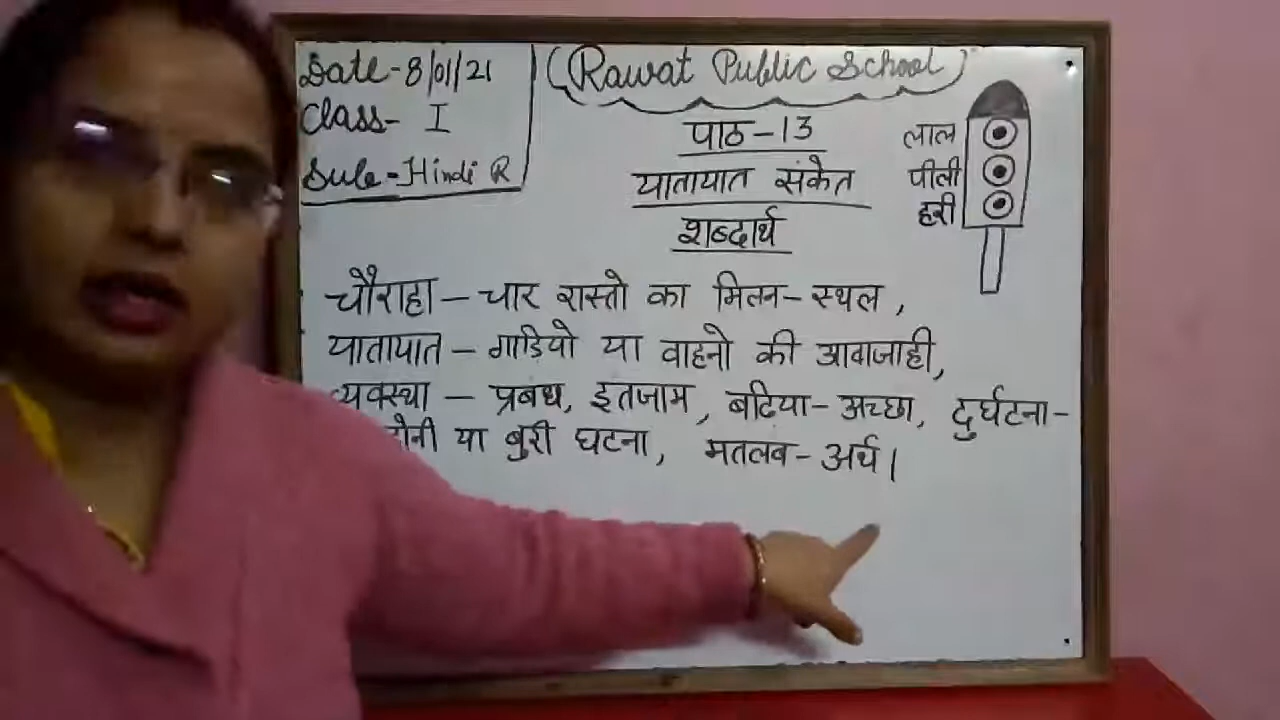 Date-8/01/21
Class- I
Sub:-Hindi R
(Rawat Public School)
पाठ-13
यातायात संकेत
शब्दार्थ
लाल
पीली
हरी
चौराहा-चार रास्तो का मिलन-स्थल,
यातायात-गाडियो या वाहनो की आवाजाही,
व्यवस्था - प्रबंध, इंतजाम, बढिया-अच्छा, दुर्घटना-
या बुरी घटना, मतलब-अर्थ।